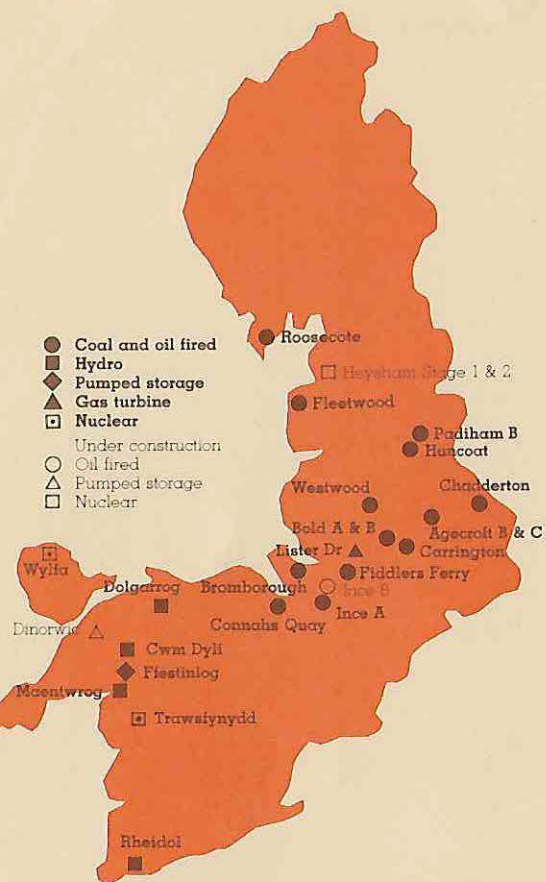 Coal and oil fired
Hydro
Pumped storage
Gas turbine
Nuclear
Under construction
Oil fired
Pumped storage
Nuclear
Roosecote
Heysham Stage 1 & 2
Fleetwood
Padiham B
Huncoat
Westwood
Chadderton
Bold A & B
Agecroft B & C
Lister Dr
Carrington
Wylfa
Fiddlers Ferry
Dolgarrog
Bromborough
Ince B
Ince A
Connahs Quay
Dinorwic
Cwm Dyli
Ffestiniog
Maentwrog
Trawsfynydd
Rheidol